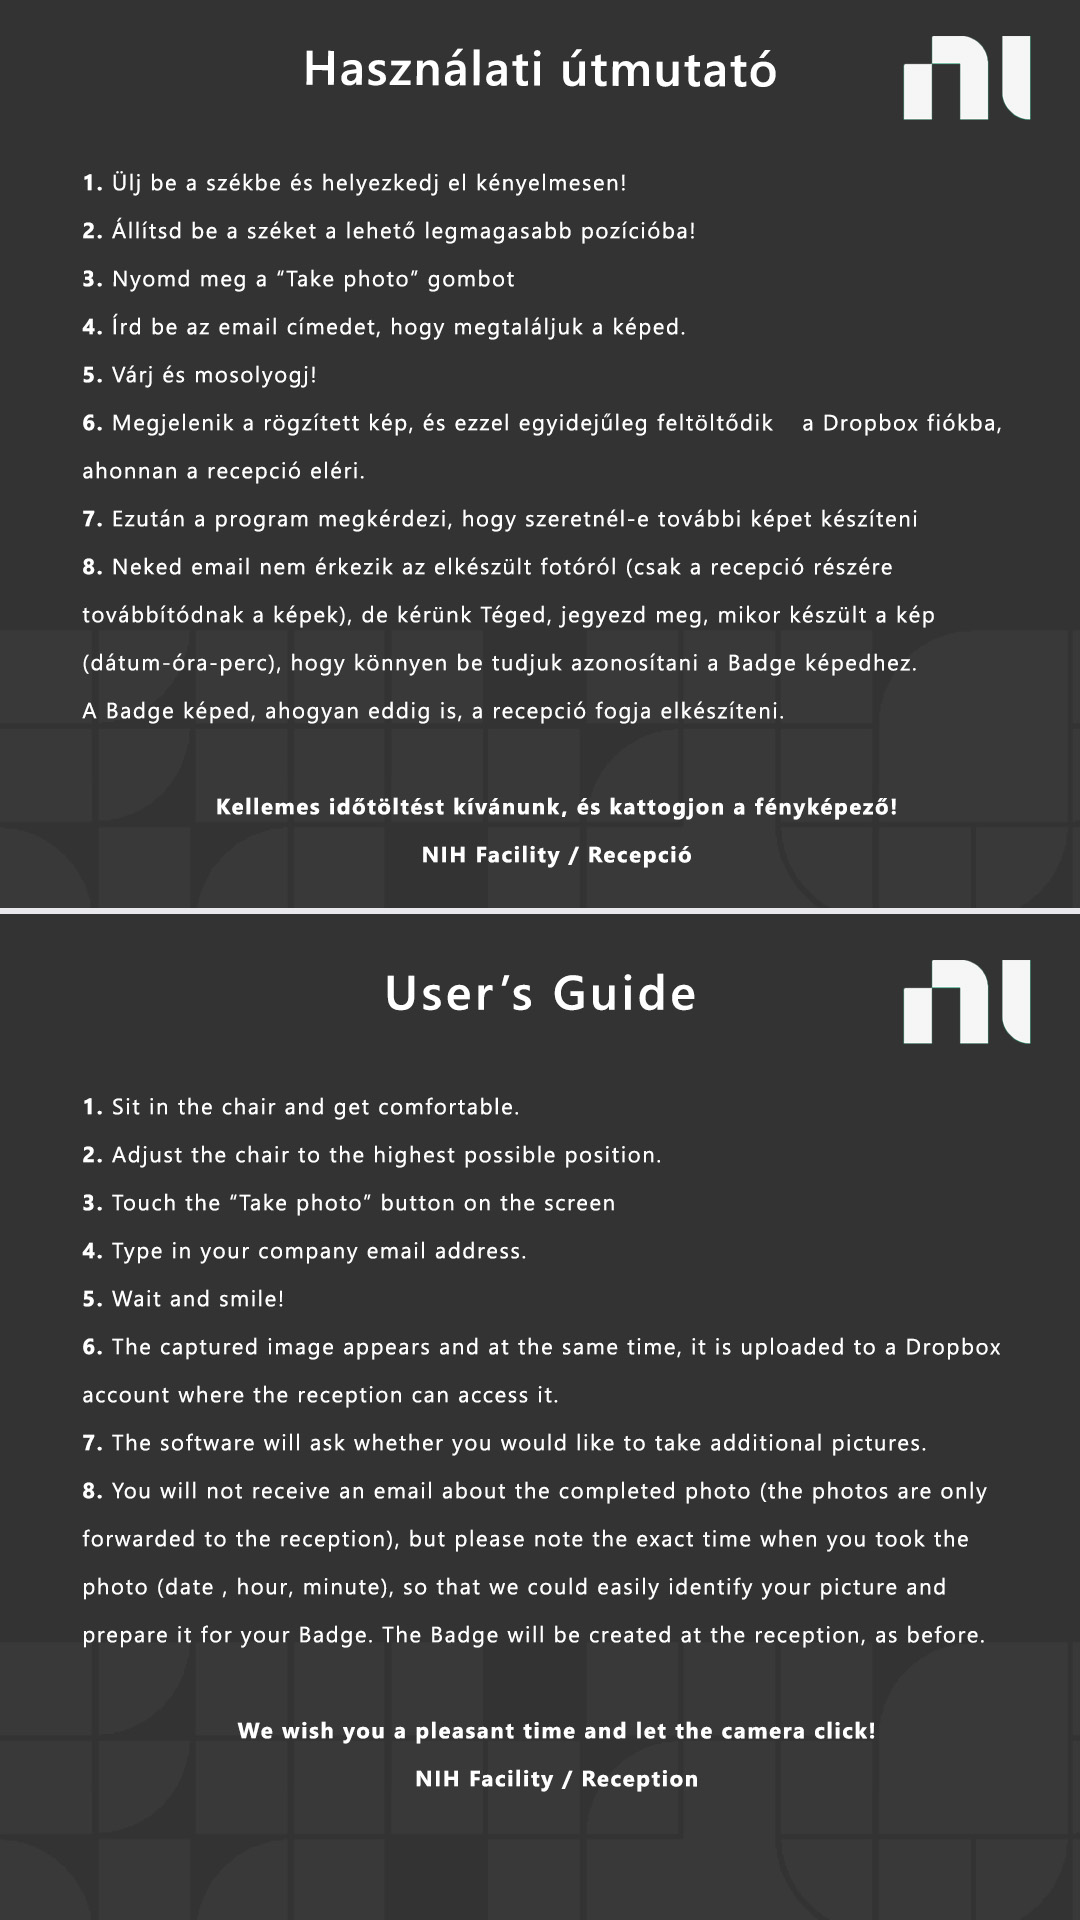 Használati útmutató
nı
1. Ülj be a székbe és helyezkedj el kényelmesen!
2. Állítsd be a széket a lehető legmagasabb pozícióba!
3. Nyomd meg a “Take photo” gombot
4. Írd be az email címedet, hogy megtaláljuk a képed.
5. Várj és mosolyogj!
6. Megjelenik a rögzített kép, és ezzel egyidejűleg feltöltődik a Dropbox fiókba,
ahonnan a recepció eléri.
7. Ezután a program megkérdezi, hogy szeretnél-e további képet készíteni
8. Neked email nem érkezik az elkészült fotóról (csak a recepció részére
továbbítódnak a képek), de kérünk Téged, jegyezd meg, mikor készült a kép
(dátum-óra-perc), hogy könnyen be tudjuk azonosítani a Badge képedhez.
A Badge képed, ahogyan eddig is, a recepció fogja elkészíteni.
Kellemes időtöltést kívánunk, és kattogjon a fényképező!
NIH Facility / Recepció
User’s Guide
nı
1. Sit in the chair and get comfortable.
2. Adjust the chair to the highest possible position.
3. Touch the “Take photo” button on the screen
4. Type in your company email address.
5. Wait and smile!
6. The captured image appears and at the same time, it is uploaded to a Dropbox
account where the reception can access it.
7. The software will ask whether you would like to take additional pictures.
8. You will not receive an email about the completed photo (the photos are only
forwarded to the reception), but please note the exact time when you took the
photo (date , hour, minute), so that we could easily identify your picture and
prepare it for your Badge. The Badge will be created at the reception, as before.
We wish you a pleasant time and let the camera click!
NIH Facility / Reception